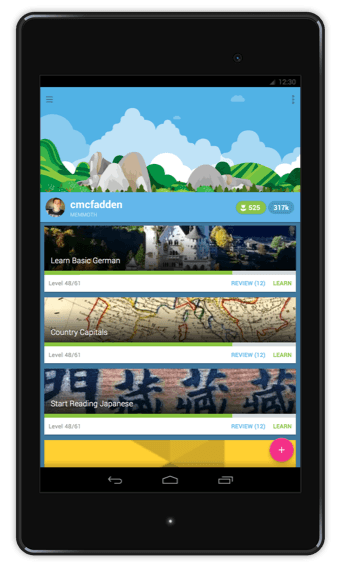 12:30
cmcfadden
525
317k
MEMMOTH
Learn Basic German
Level 48/61
REVIEW (12) LEARN
Country Capitals
Level 48/61
REVIEW (12) LEARN
Start Reading Japanese
Level 48/61
REVIEW (12) LEARN
+